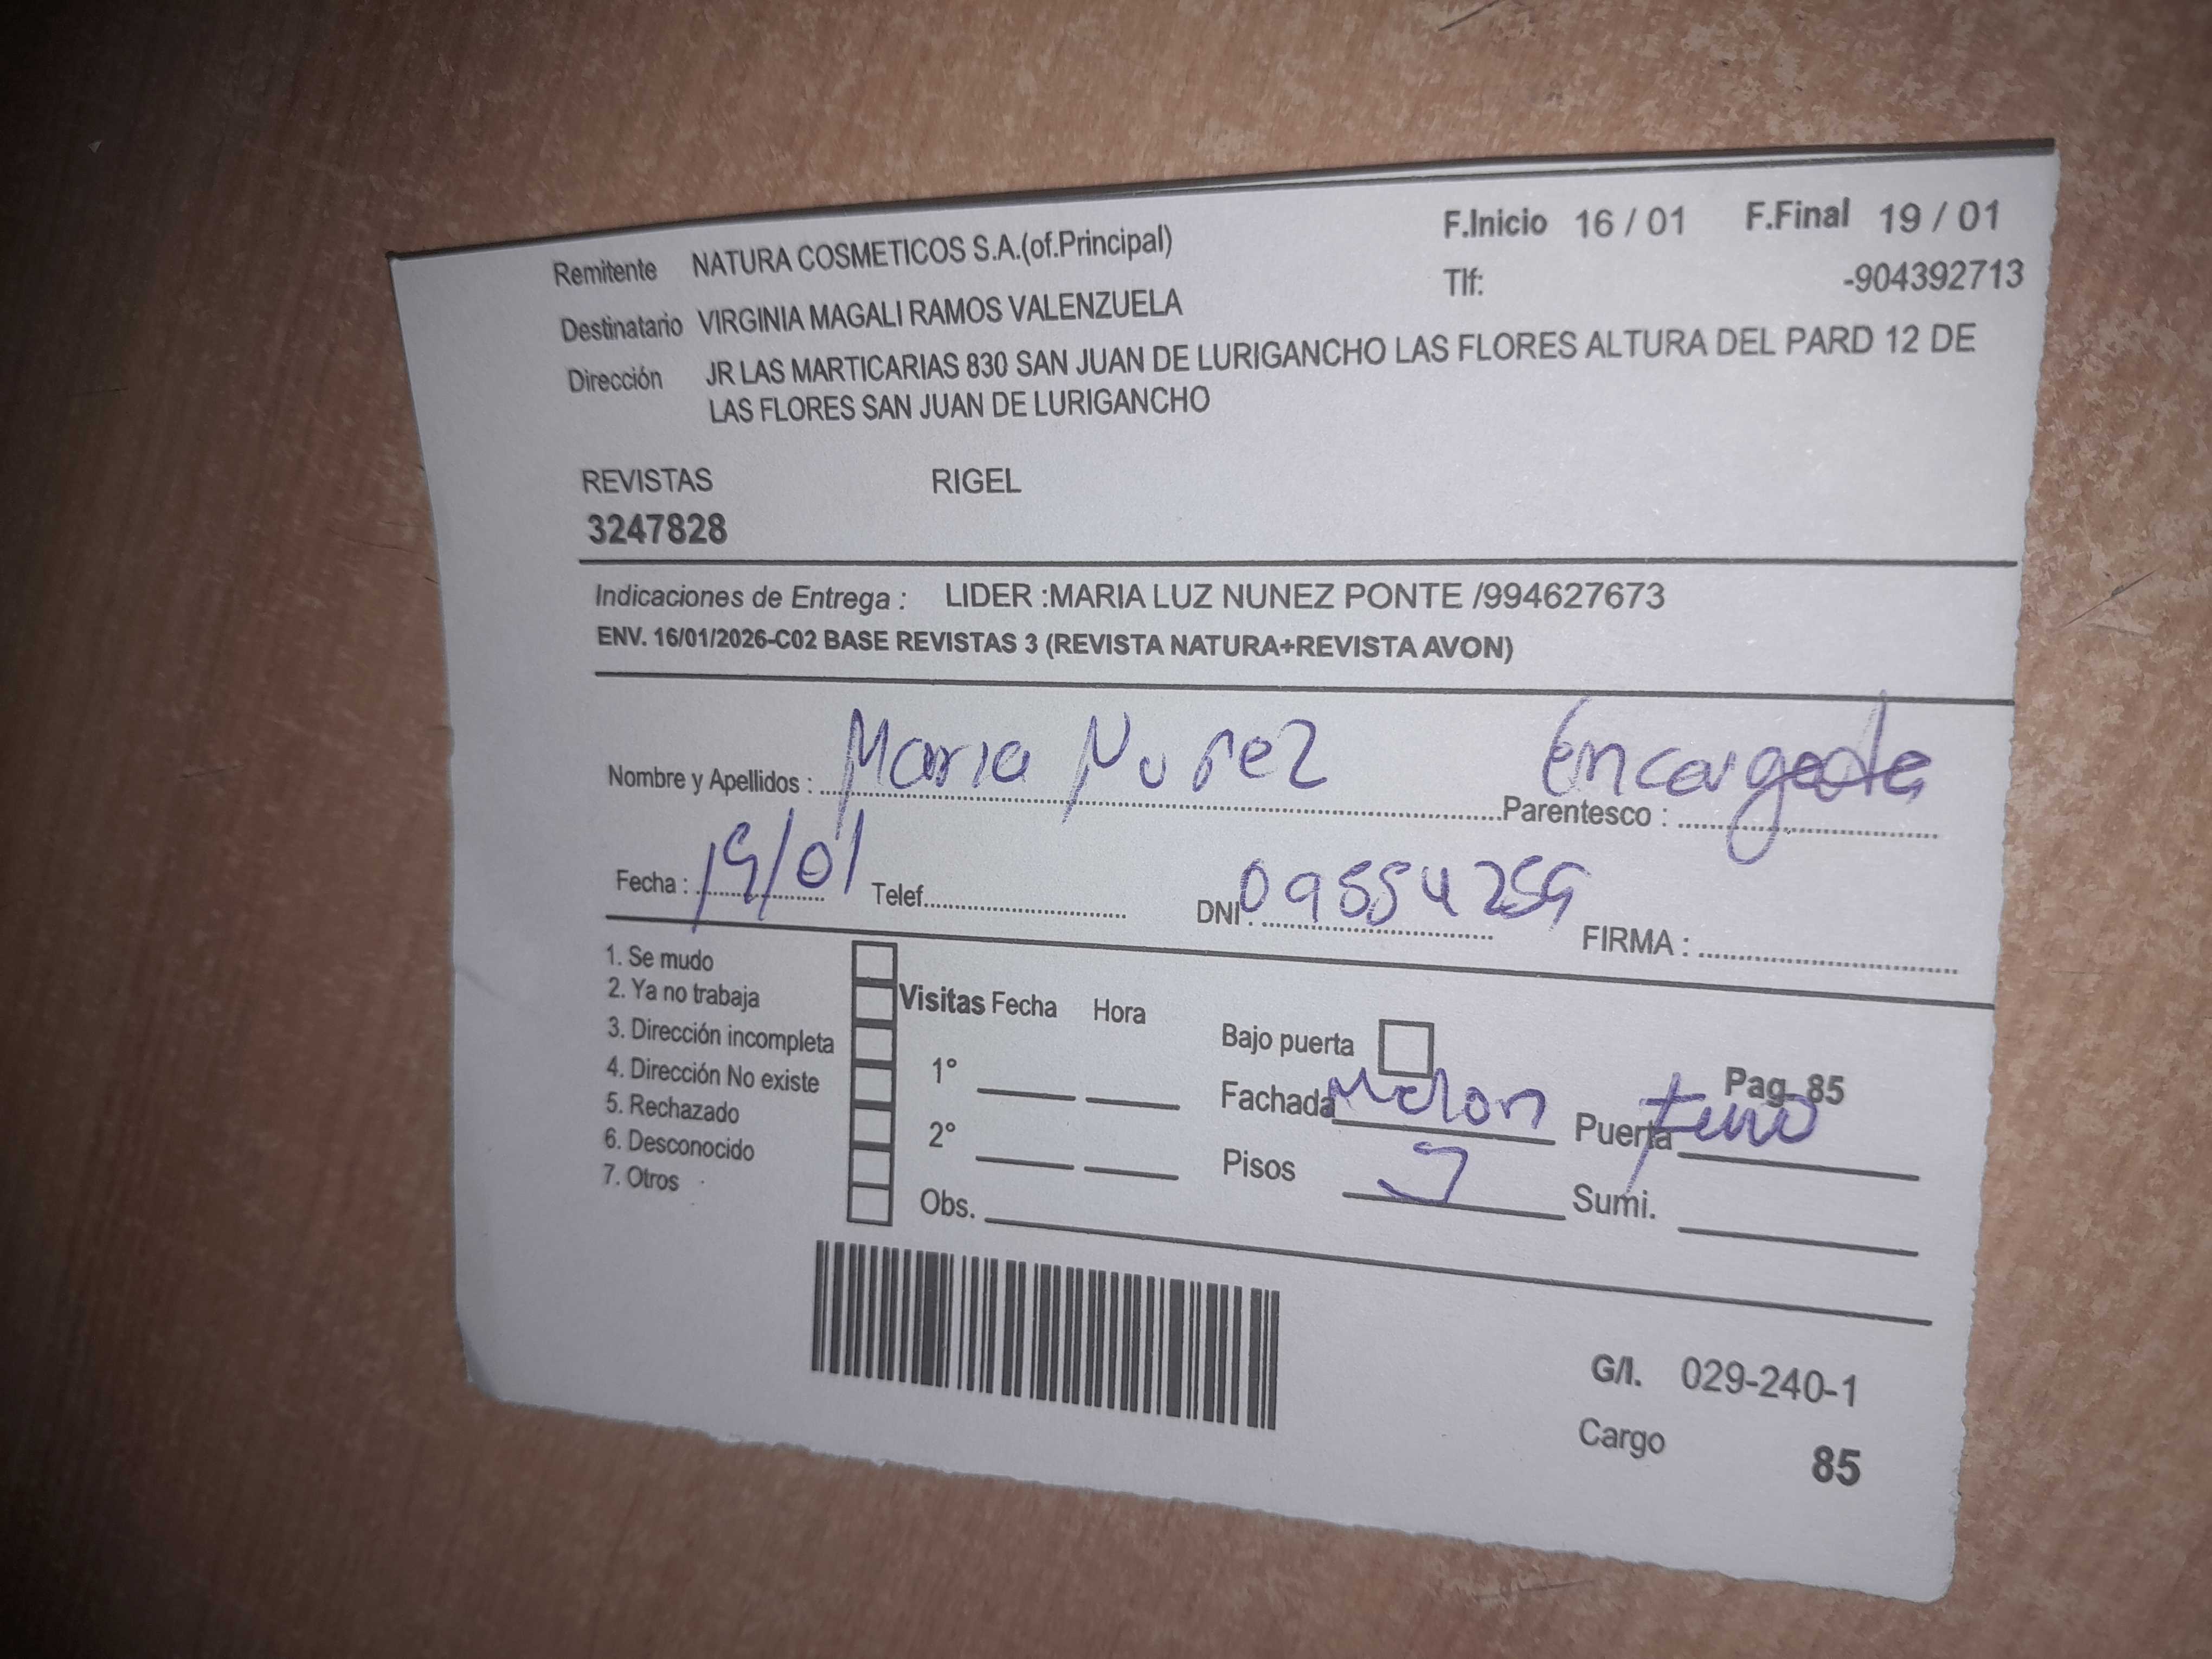 Remitente NATURA COSMETICOS S.A.(of.Principal) F.Inicio 16 / 01 F.Final 19 / 01
Tlf: -904392713
Destinatario VIRGINIA MAGALI RAMOS VALENZUELA
Dirección JR LAS MARTICARIAS 830 SAN JUAN DE LURIGANCHO LAS FLORES ALTURA DEL PARD 12 DE
LAS FLORES SAN JUAN DE LURIGANCHO
REVISTAS RIGEL
3247828
Indicaciones de Entrega : LIDER :MARIA LUZ NUNEZ PONTE /994627673
ENV. 16/01/2026-C02 BASE REVISTAS 3 (REVISTA NATURA+REVISTA AVON)
Nombre y Apellidos : Maria Nuñez Parentesco : Encargada
Fecha : 19/01 Telef. DNI : 09554259 FIRMA :
1. Se mudo
2. Ya no trabaja
3. Dirección incompleta
4. Dirección No existe
5. Rechazado
6. Desconocido
7. Otros
Visitas Fecha Hora
1°
2°
Obs.
Bajo puerta
Pag. 85
Fachada Melon Puerta
Pisos Sumi.
G/I. 029-240-1
Cargo 85